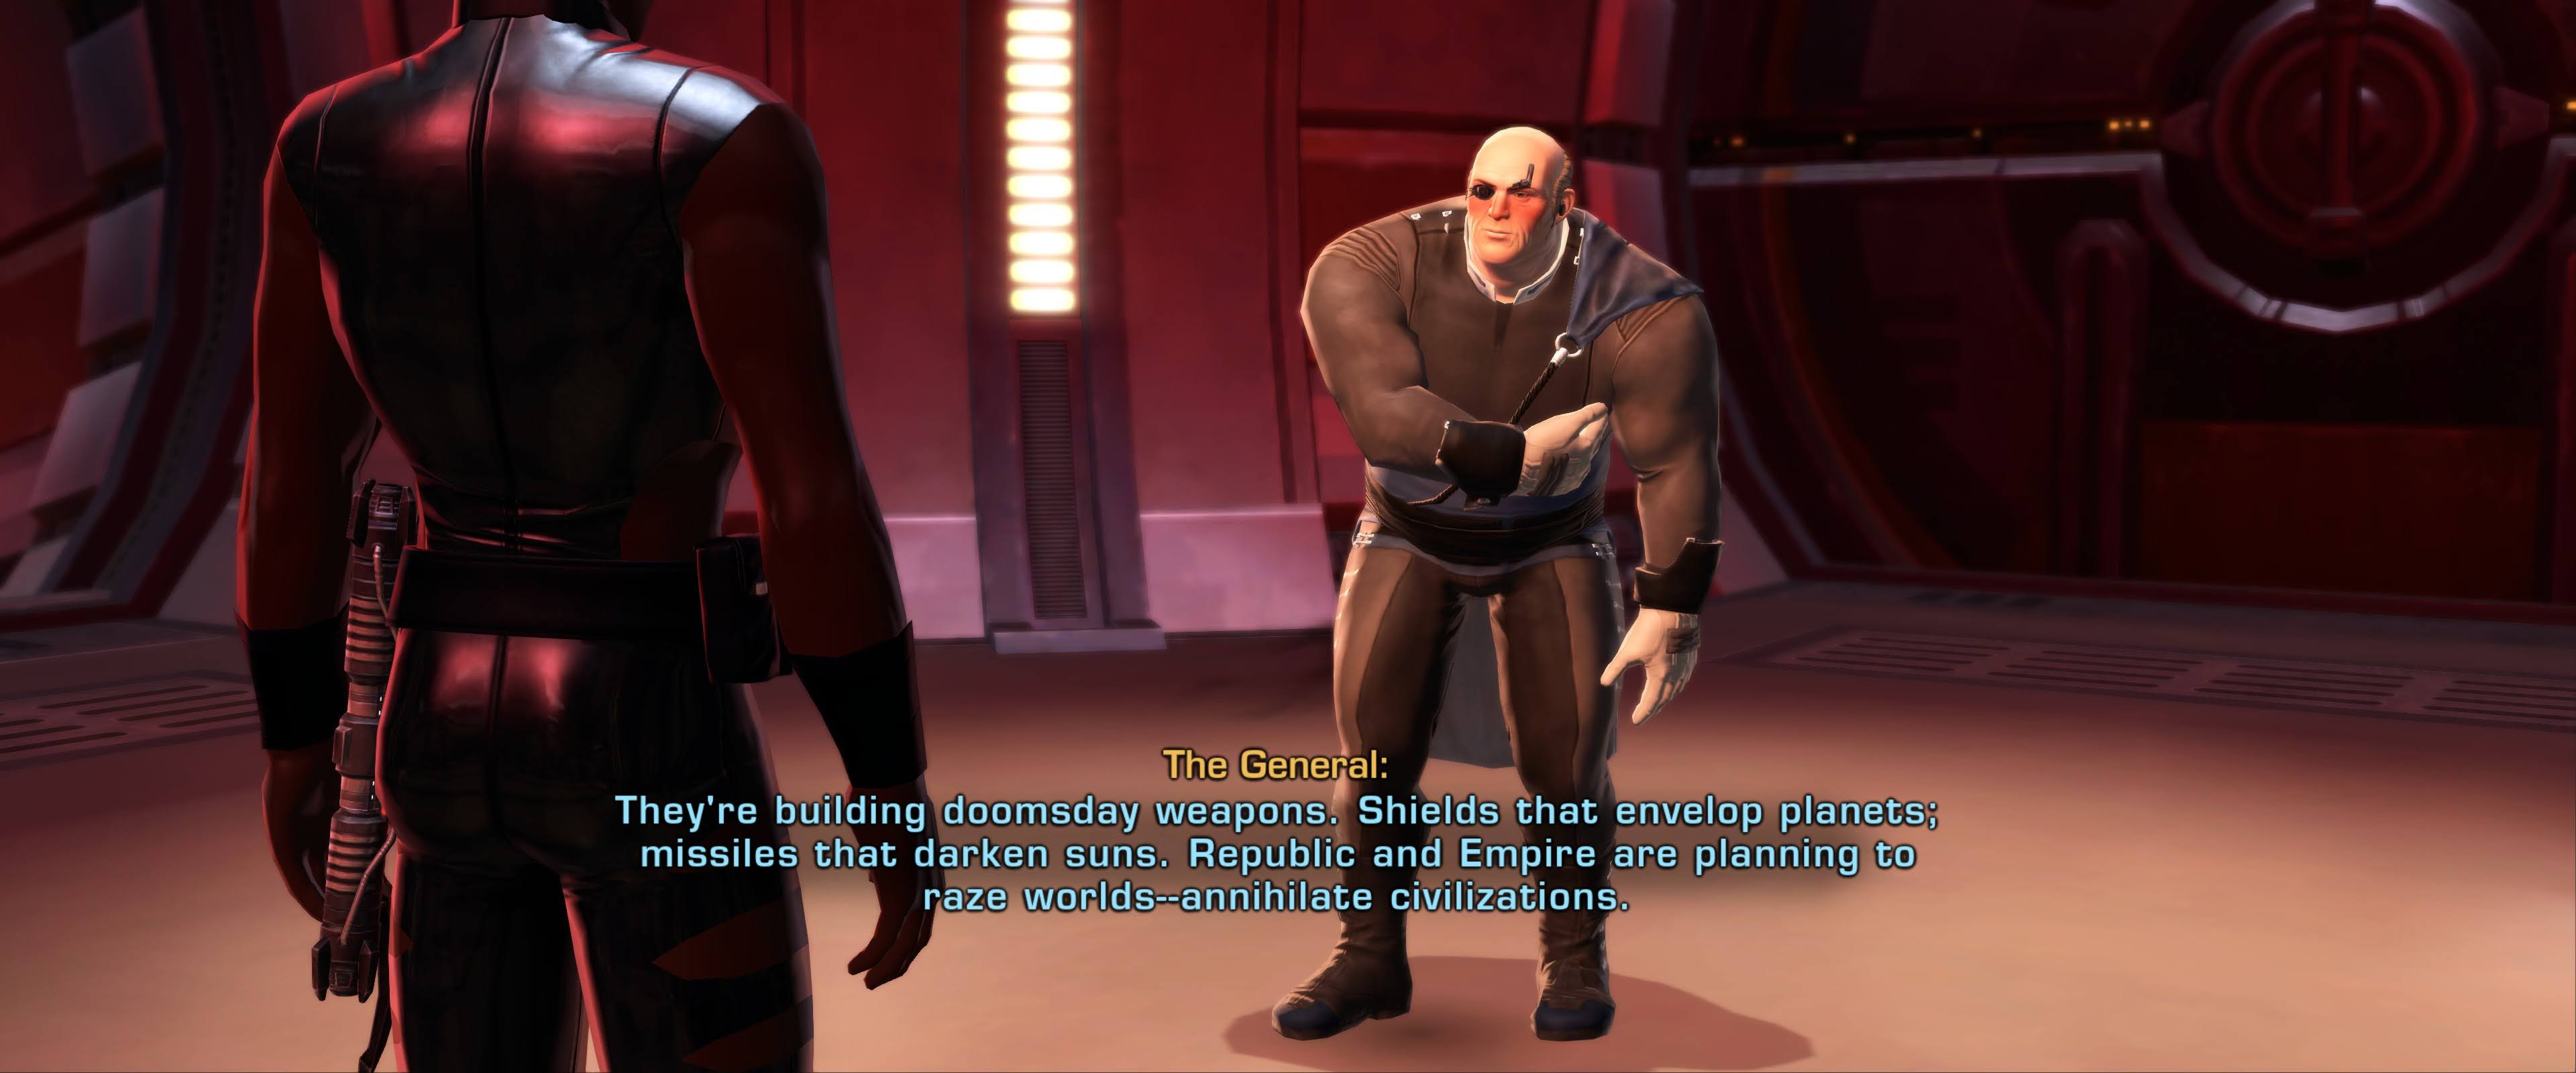 The General:
They're building doomsday weapons. Shields that envelop planets;
missiles that darken suns. Republic and Empire are planning to
raze worlds--annihilate civilizations.